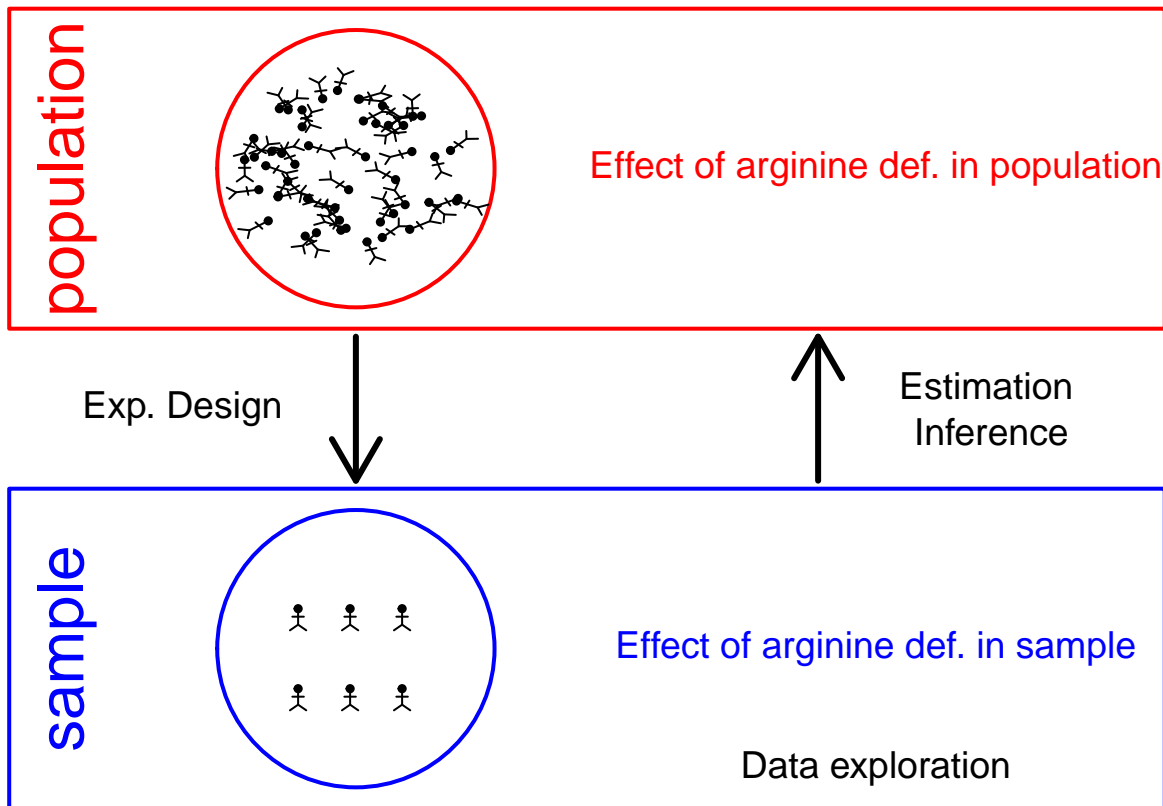 population
Effect of arginine def. in population
Exp. Design
Estimation
Inference
sample
Effect of arginine def. in sample
Data exploration